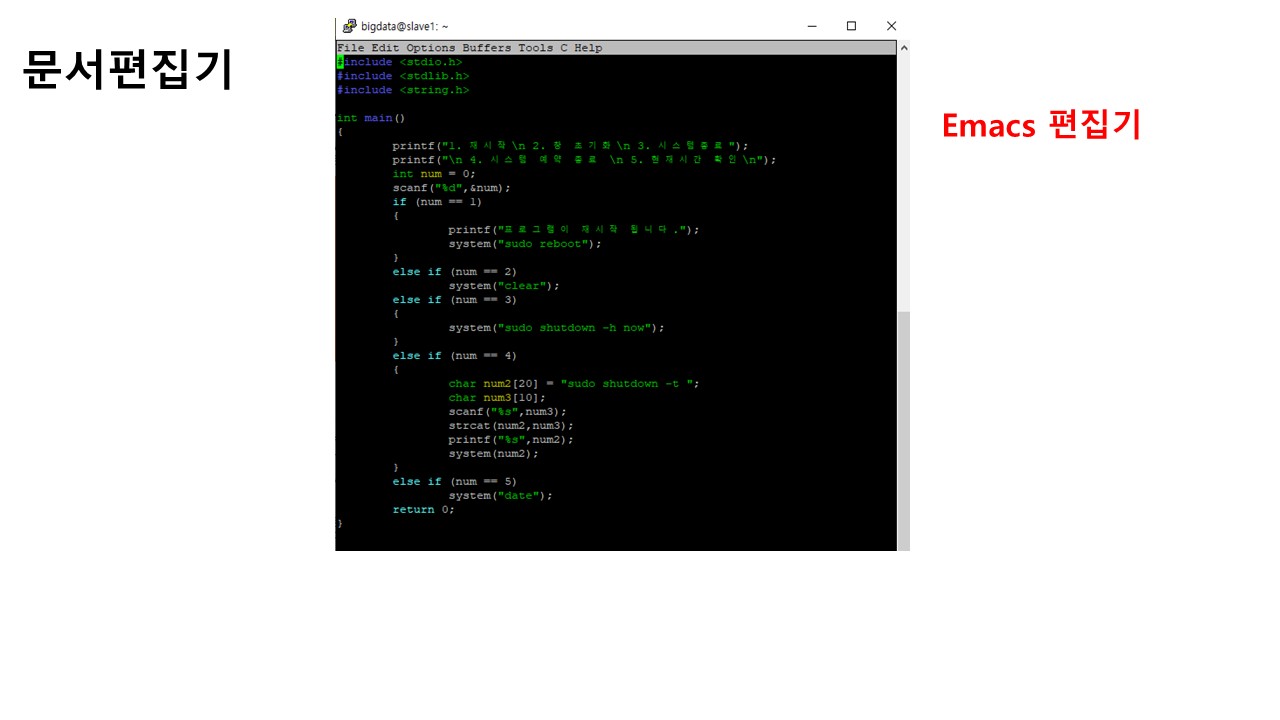 문서편집기
bigdata@slave1: ~
File Edit Options Buffers Tools C Help
#include <stdio.h>
#include <stdlib.h>
#include <string.h>
int main()
{
printf("1. 재시작 \n 2. 창 초기화 \n 3. 시스템종료 ");
printf("\n 4. 시스템 예약 종료 \n 5. 현재시간 확인 \n");
int num = 0;
scanf("%d",&num);
if (num == 1)
{
printf("프로그램이 재시작 됩니다 .");
system("sudo reboot");
}
else if (num == 2)
system("clear");
else if (num == 3)
{
system("sudo shutdown -h now");
}
else if (num == 4)
{
char num2[20] = "sudo shutdown -t ";
char num3[10];
scanf("%s",num3);
strcat(num2,num3);
printf("%s",num2);
system(num2);
}
else if (num == 5)
system("date");
return 0;
}
Emacs 편집기